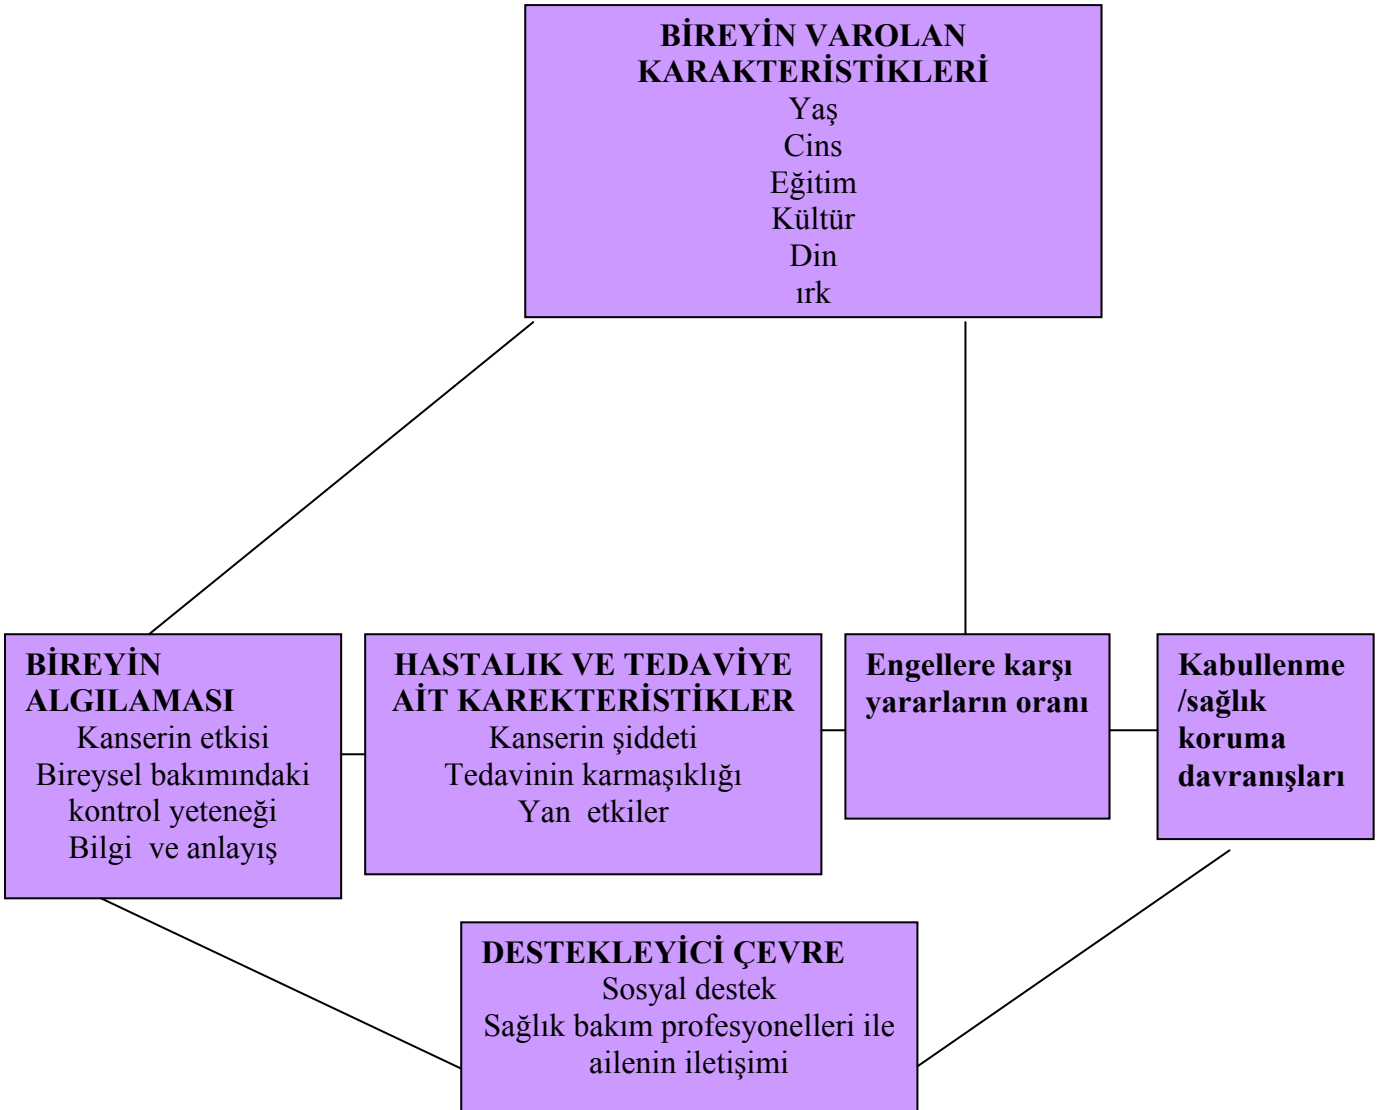 BİREYİN VAROLAN
KARAKTERİSTİKLERİ
Yaş
Cins
Eğitim
Kültür
Din
ırk
BİREYİN
ALGILAMASI
Kanserin etkisi
Bireysel bakımındaki
kontrol yeteneği
Bilgi ve anlayış
HASTALIK VE TEDAVİYE
AİT KAREKTERİSTİKLER
Kanserin şiddeti
Tedavinin karmaşıklığı
Yan etkiler
Engellere karşı
yararların oranı
Kabullenme
/sağlık
koruma
davranışları
DESTEKLEYİCİ ÇEVRE
Sosyal destek
Sağlık bakım profesyonelleri ile
ailenin iletişimi